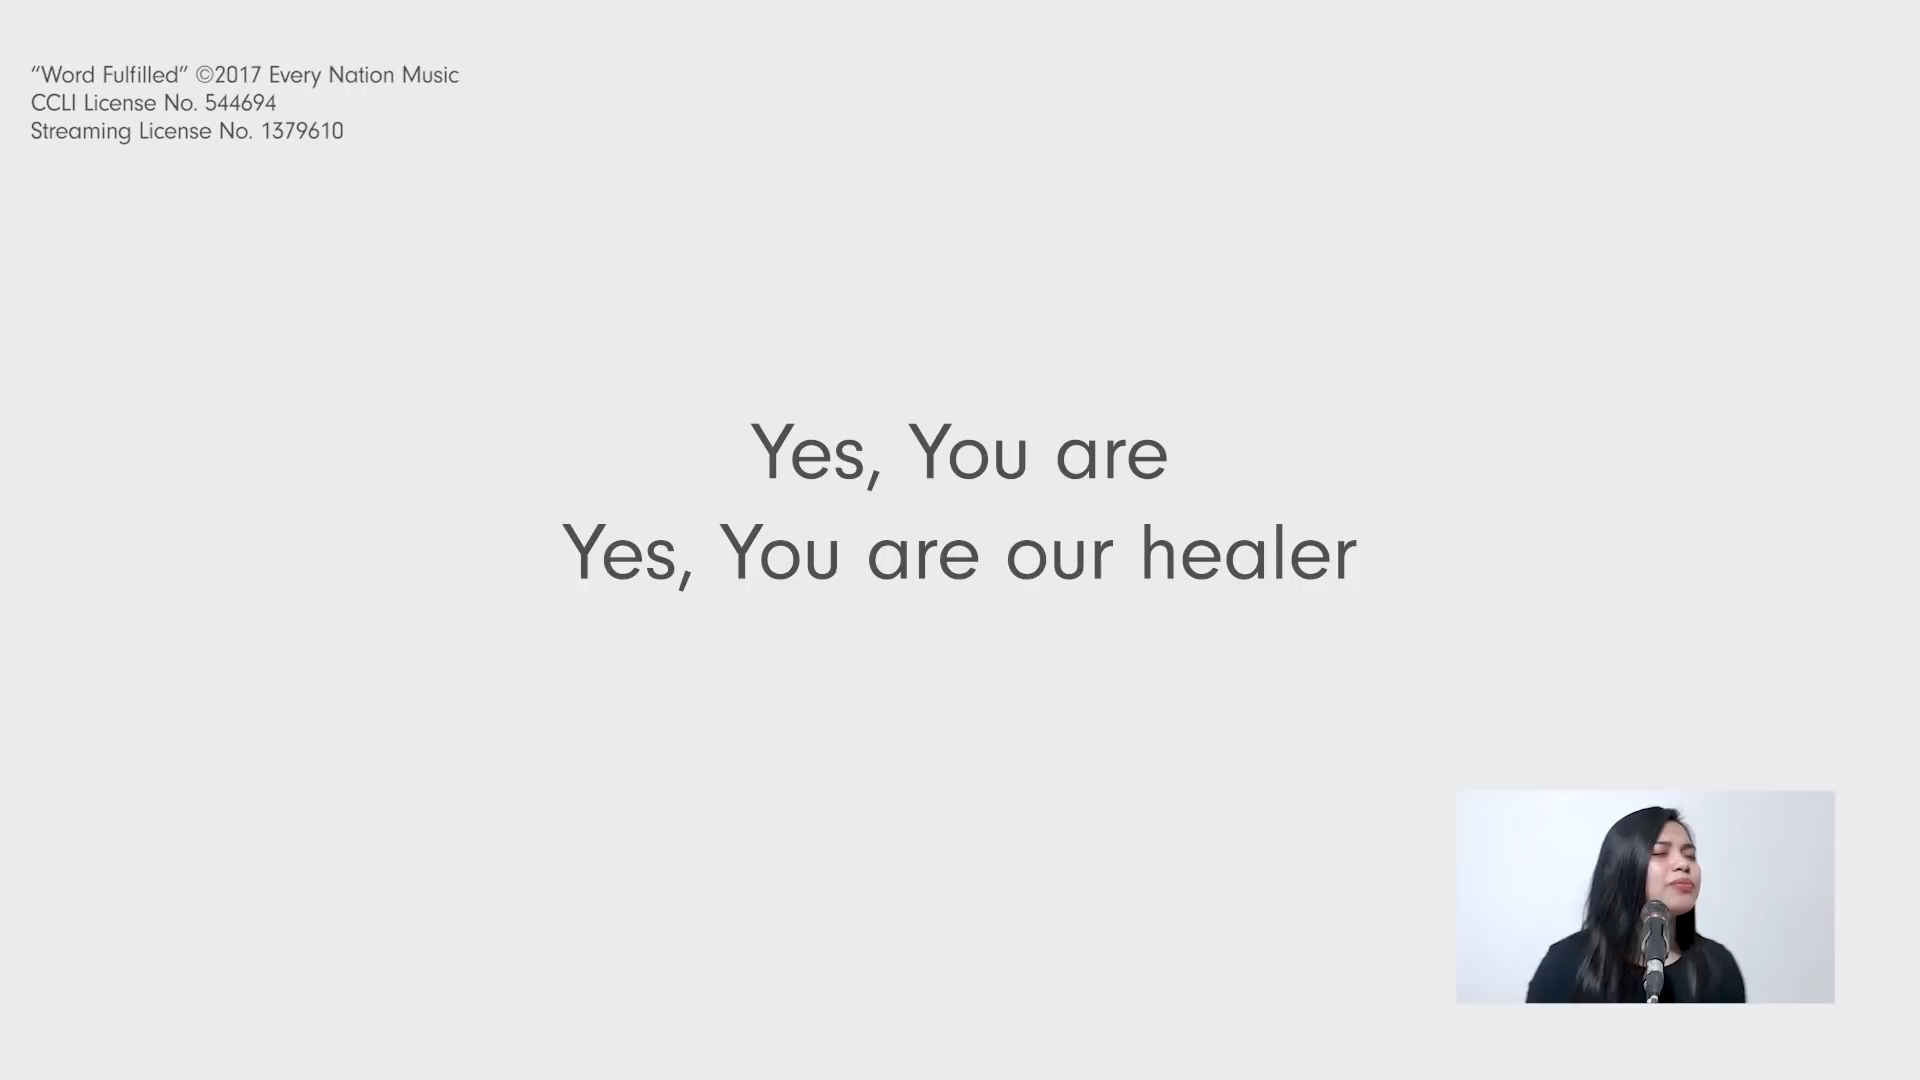 “Word Fulfilled” ©2017 Every Nation Music
CCLI License No. 544694
Streaming License No. 1379610
Yes, You are
Yes, You are our healer